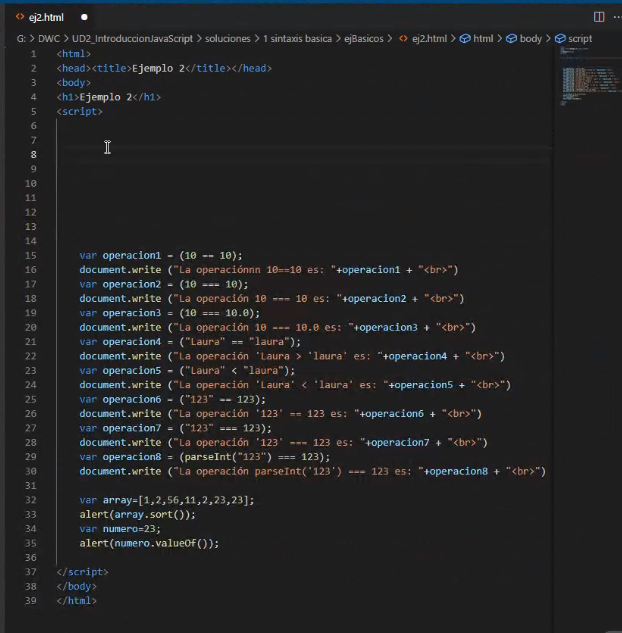 ej2.html
G: > DWC > UD2_IntroduccionJavaScript > soluciones > 1 sintaxis basica > ejBasicos > ej2.html > html > body > script
1 <html>
2 <head><title>Ejemplo 2</title></head>
3 <body>
4 <h1>Ejemplo 2</h1>
5 <script>
6
7
8
9
10
11
12
13
14
15 var operacion1 = (10 == 10);
16 document.write ("La operaciónnn 10==10 es: "+operacion1 + "<br>")
17 var operacion2 = (10 === 10);
18 document.write ("La operación 10 === 10 es: "+operacion2 + "<br>")
19 var operacion3 = (10 === 10.0);
20 document.write ("La operación 10 === 10.0 es: "+operacion3 + "<br>")
21 var operacion4 = ("Laura" == "laura");
22 document.write ("La operación 'Laura > 'laura' es: "+operacion4 + "<br>")
23 var operacion5 = ("Laura" < "laura");
24 document.write ("La operación 'Laura' < 'laura' es: "+operacion5 + "<br>")
25 var operacion6 = ("123" == 123);
26 document.write ("La operación '123' == 123 es: "+operacion6 + "<br>")
27 var operacion7 = ("123" === 123);
28 document.write ("La operación '123' === 123 es: "+operacion7 + "<br>")
29 var operacion8 = (parseInt("123") === 123);
30 document.write ("La operación parseInt('123') === 123 es: "+operacion8 + "<br>")
31
32 var array=[1,2,56,11,2,23,23];
33 alert(array.sort());
34 var numero=23;
35 alert(numero.valueOf());
36
37 </script>
38 </body>
39 </html>